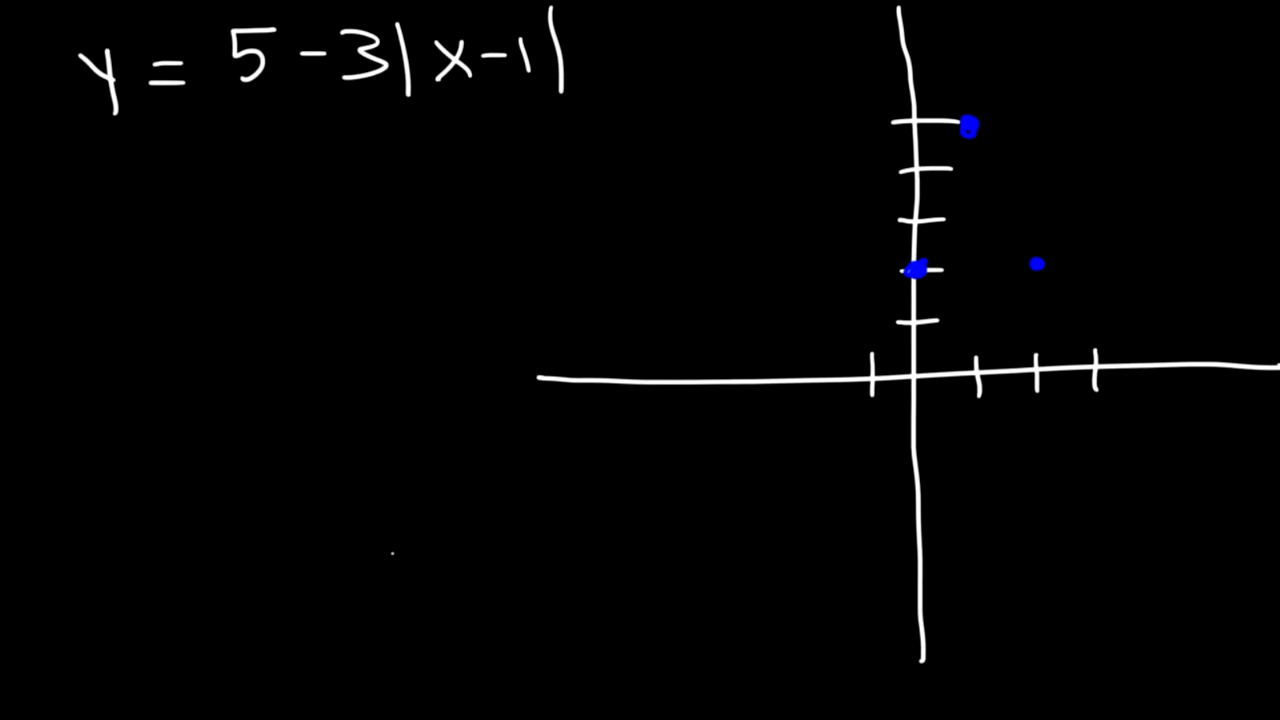 y = 5 - 3|x - 1|